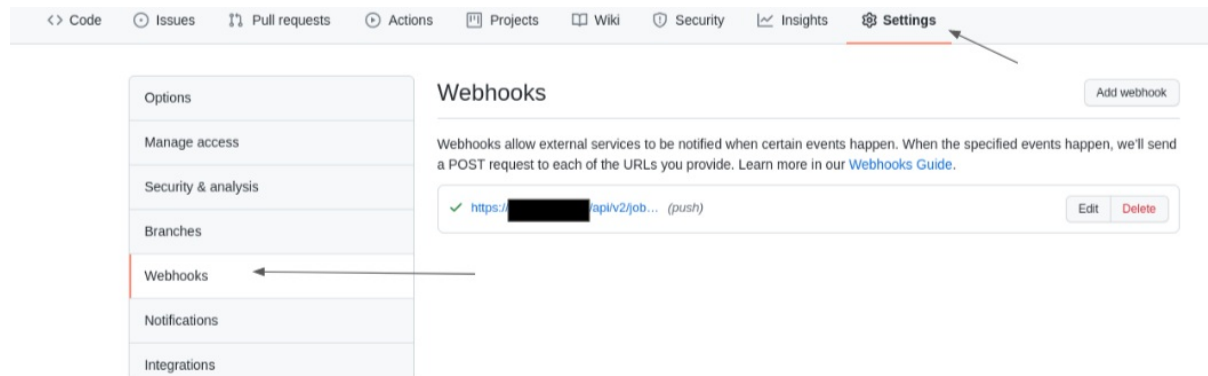 Code Issues Pull requests Actions Projects Wiki Security Insights Settings
Options
Manage access
Security & analysis
Branches
Webhooks
Notifications
Integrations
Webhooks
Add webhook
Webhooks allow external services to be notified when certain events happen. When the specified events happen, we'll send
a POST request to each of the URLs you provide. Learn more in our Webhooks Guide.
https:// /api/v2/job… (push)
Edit Delete